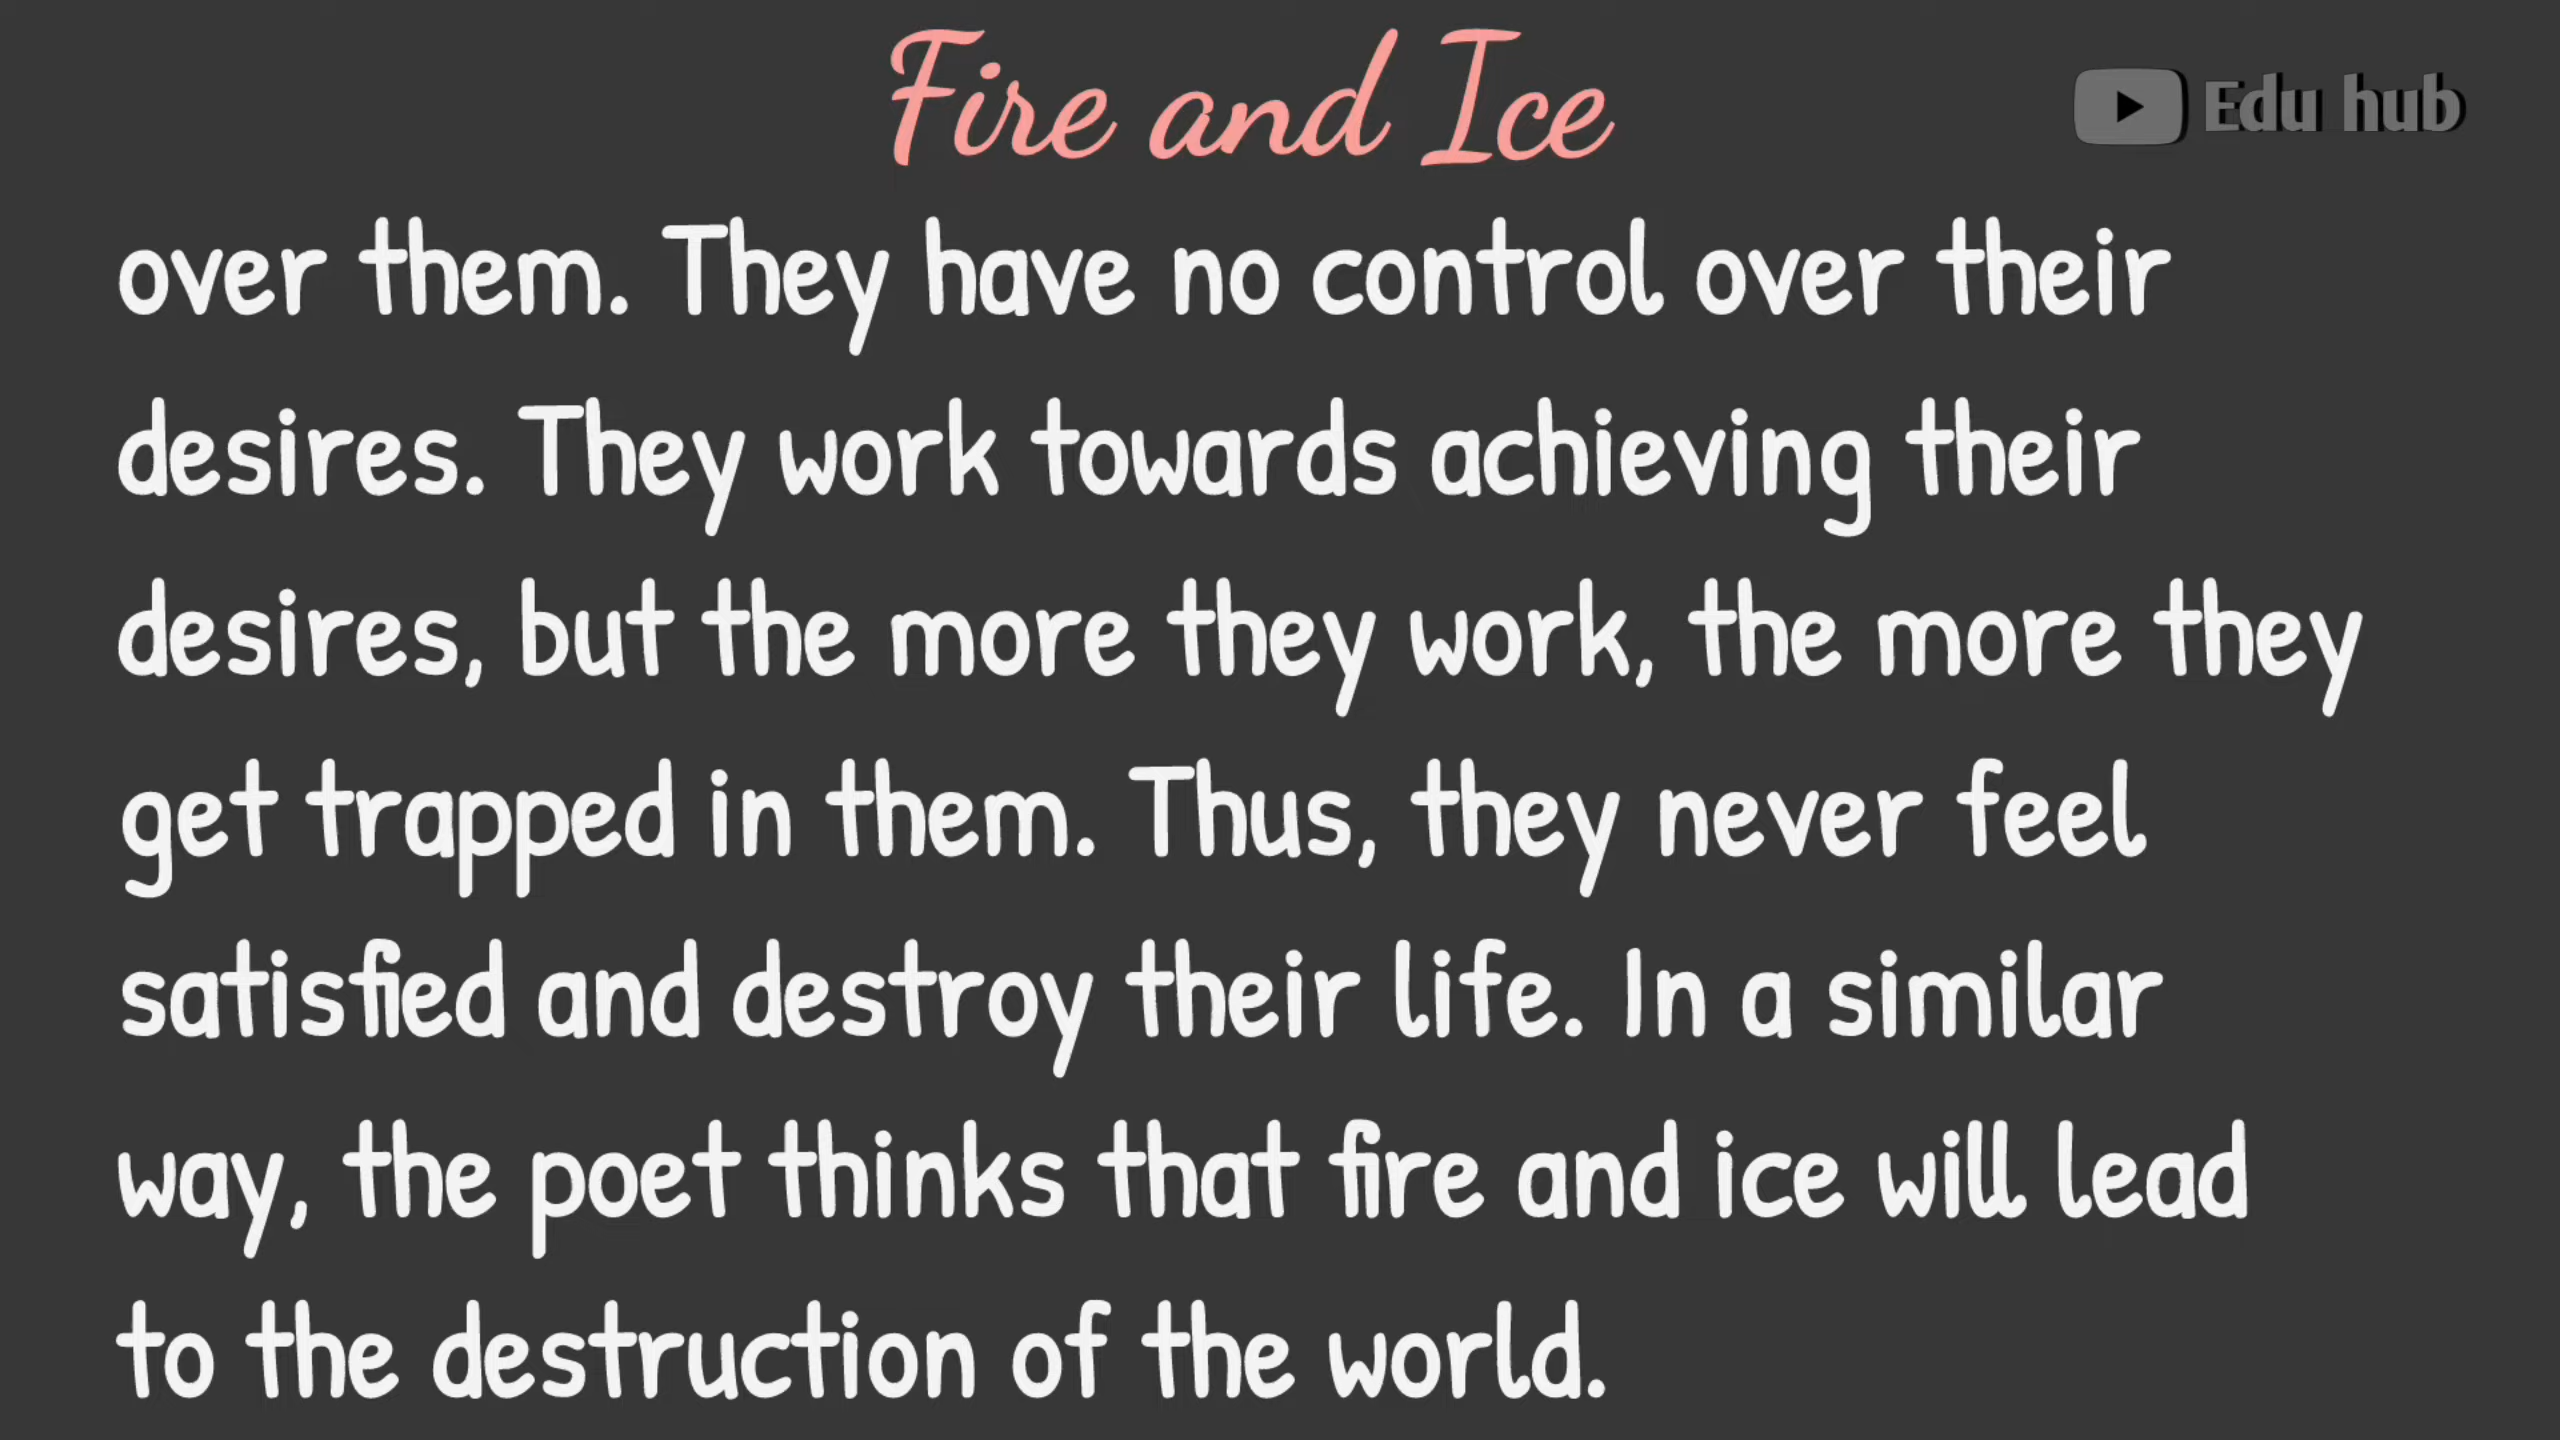 Fire and Ice
Edu hub
over them. They have no control over their
desires. They work towards achieving their
desires, but the more they work, the more they
get trapped in them. Thus, they never feel
satisfied and destroy their life. In a similar
way, the poet thinks that fire and ice will lead
to the destruction of the world.